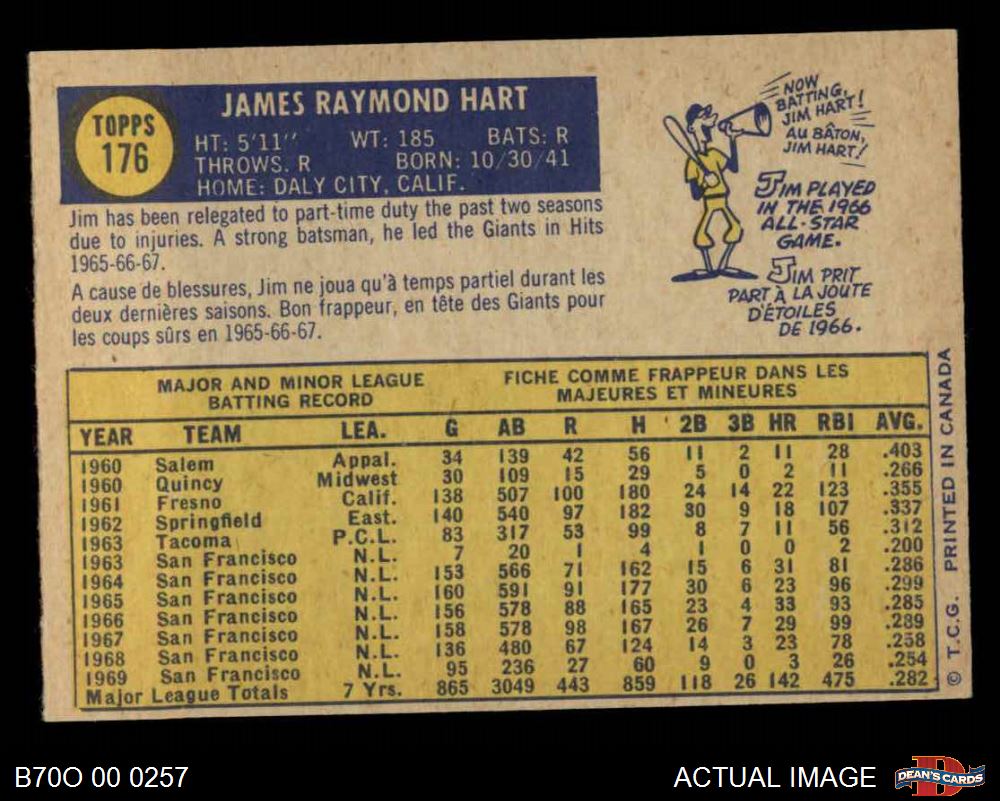 TOPPS
176
JAMES RAYMOND HART
HT: 5'11" WT: 185 BATS: R
THROWS. R BORN: 10/30/41
HOME: DALY CITY, CALIF.
Jim has been relegated to part-time duty the past two seasons
due to injuries. A strong batsman, he led the Giants in Hits
1965-66-67.
A cause de blessures, Jim ne joua qu'à temps partiel durant les
deux dernières saisons. Bon frappeur, en tête des Giants pour
les coups sûrs en 1965-66-67.
NOW
BATTING,
JIM HART!
AU BÂTON,
JIM HART!
JIM PLAYED
IN THE 1966
ALL-STAR
GAME.
JIM PRIT
PART À LA JOUTE
D'ÉTOILES
DE 1966.
MAJOR AND MINOR LEAGUE
BATTING RECORD
FICHE COMME FRAPPEUR DANS LES
MAJEURES ET MINEURES
YEAR TEAM LEA. G AB R H 2B 3B HR RBI AVG.
1960 Salem Appal. 34 139 42 56 11 2 11 28 .403
1960 Quincy Midwest 30 109 15 29 5 0 2 11 .266
1961 Fresno Calif. 138 507 100 180 24 14 22 123 .355
1962 Springfield East. 140 540 97 182 30 9 18 107 .337
1963 Tacoma P.C.L. 83 317 53 99 8 7 11 56 .312
1963 San Francisco N.L. 7 20 1 4 1 0 0 2 .200
1964 San Francisco N.L. 153 566 71 162 15 6 31 81 .286
1965 San Francisco N.L. 160 591 91 177 30 6 23 96 .299
1966 San Francisco N.L. 156 578 88 165 23 4 33 93 .285
1967 San Francisco N.L. 158 578 98 167 26 7 29 99 .289
1968 San Francisco N.L. 136 480 67 124 14 3 23 78 .258
1969 San Francisco N.L. 95 236 27 60 9 0 3 26 .254
Major League Totals 7 Yrs. 865 3049 443 859 118 26 142 475 .282
© T.C.G. PRINTED IN CANADA
B70O 00 0257
ACTUAL IMAGE
DEAN'S CARDS